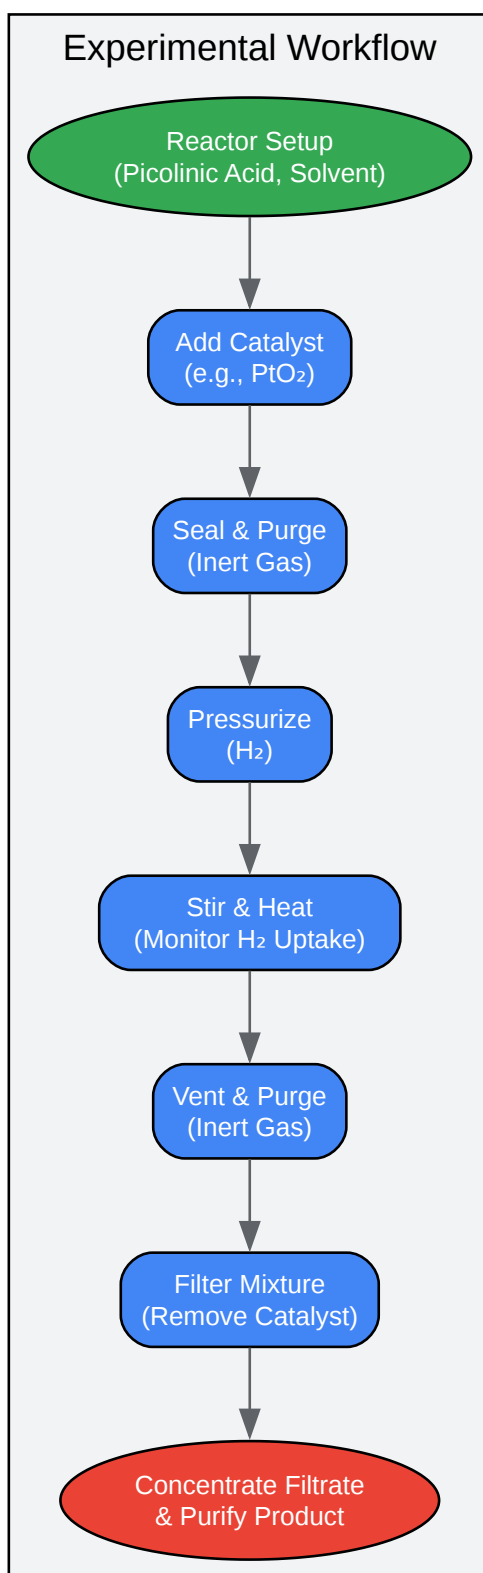 Experimental Workflow
Reactor Setup
(Picolinic Acid, Solvent)
Add Catalyst
(e.g., PtO₂)
Seal & Purge
(Inert Gas)
Pressurize
(H₂)
Stir & Heat
(Monitor H₂ Uptake)
Vent & Purge
(Inert Gas)
Filter Mixture
(Remove Catalyst)
Concentrate Filtrate
& Purify Product